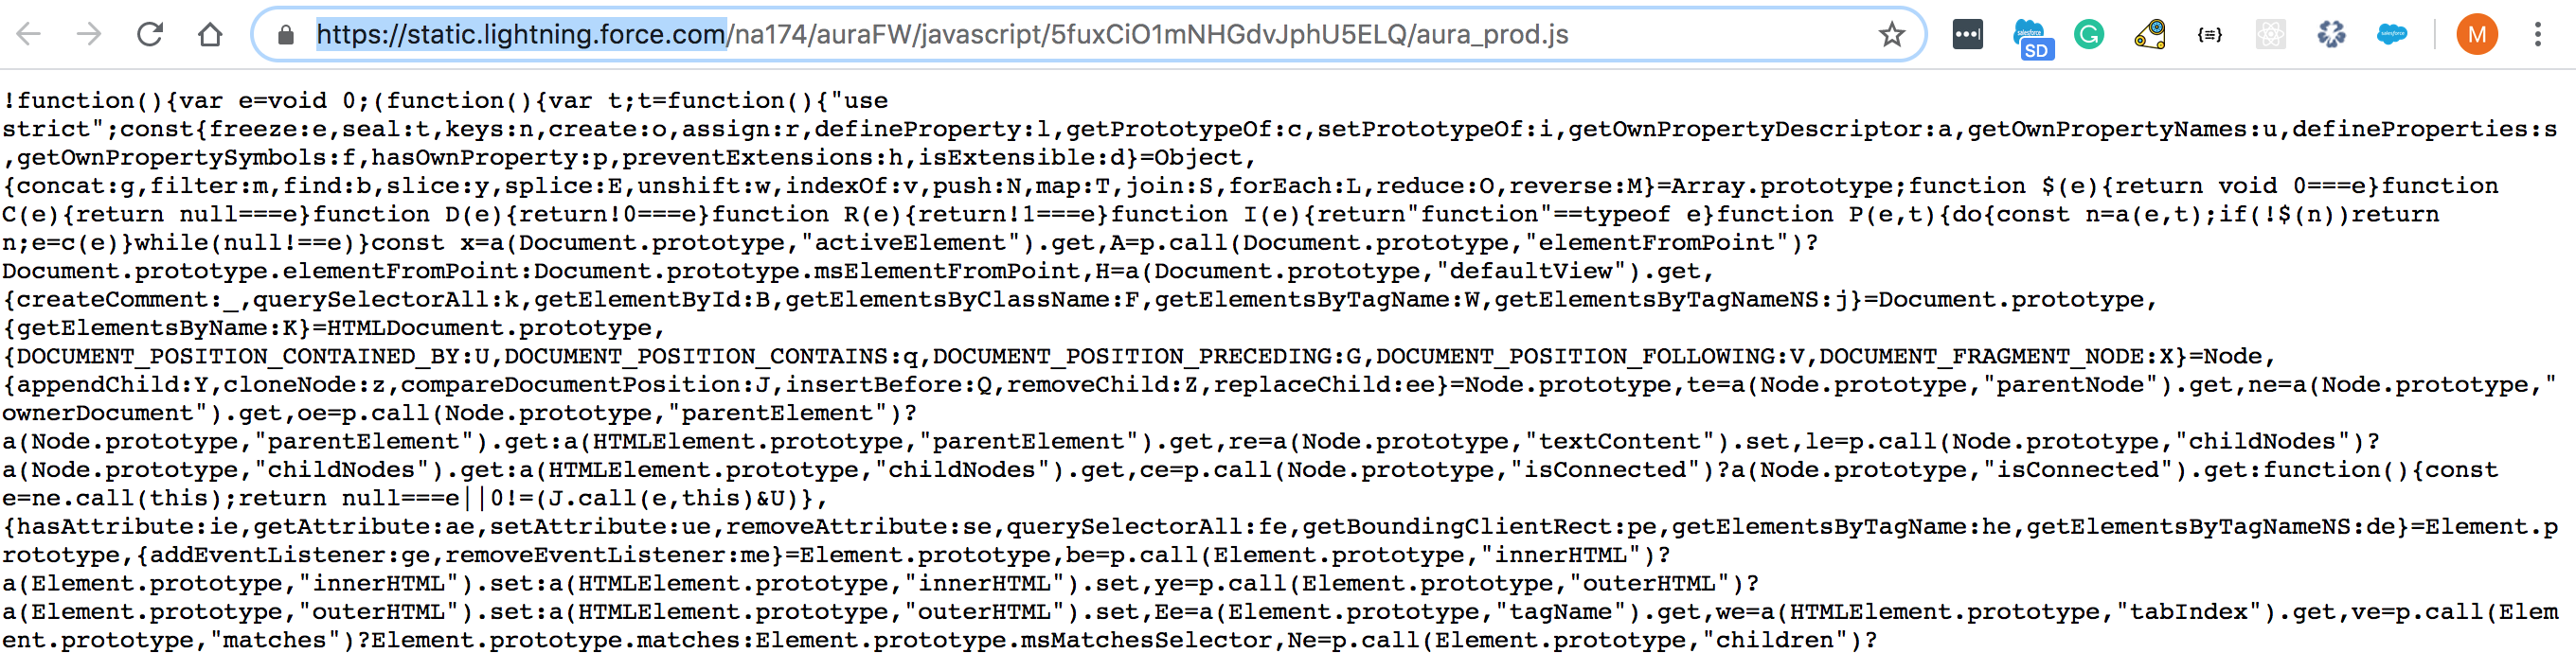 https://static.lightning.force.com/na174/auraFW/javascript/5fuxCiO1mNHGdvJphU5ELQ/aura_prod.js
salesforce
SD
{≡}
salesforce
M
!function(){var e=void 0;(function(){var t;t=function(){"use
strict";const{freeze:e,seal:t,keys:n,create:o,assign:r,defineProperty:l,getPrototypeOf:c,setPrototypeOf:i,getOwnPropertyDescriptor:a,getOwnPropertyNames:u,defineProperties:s
,getOwnPropertySymbols:f,hasOwnProperty:p,preventExtensions:h,isExtensible:d}=Object,
{concat:g,filter:m,find:b,slice:y,splice:E,unshift:w,indexOf:v,push:N,map:T,join:S,forEach:L,reduce:O,reverse:M}=Array.prototype;function $(e){return void 0===e}function
C(e){return null===e}function D(e){return!0===e}function R(e){return!1===e}function I(e){return"function"==typeof e}function P(e,t){do{const n=a(e,t);if(!$(n))return
n;e=c(e)}while(null!==e)}const x=a(Document.prototype,"activeElement").get,A=p.call(Document.prototype,"elementFromPoint")?
Document.prototype.elementFromPoint:Document.prototype.msElementFromPoint,H=a(Document.prototype,"defaultView").get,
{createComment:_,querySelectorAll:k,getElementById:B,getElementsByClassName:F,getElementsByTagName:W,getElementsByTagNameNS:j}=Document.prototype,
{getElementsByName:K}=HTMLDocument.prototype,
{DOCUMENT_POSITION_CONTAINED_BY:U,DOCUMENT_POSITION_CONTAINS:q,DOCUMENT_POSITION_PRECEDING:G,DOCUMENT_POSITION_FOLLOWING:V,DOCUMENT_FRAGMENT_NODE:X}=Node,
{appendChild:Y,cloneNode:z,compareDocumentPosition:J,insertBefore:Q,removeChild:Z,replaceChild:ee}=Node.prototype,te=a(Node.prototype,"parentNode").get,ne=a(Node.prototype,"
ownerDocument").get,oe=p.call(Node.prototype,"parentElement")?
a(Node.prototype,"parentElement").get:a(HTMLElement.prototype,"parentElement").get,re=a(Node.prototype,"textContent").set,le=p.call(Node.prototype,"childNodes")?
a(Node.prototype,"childNodes").get:a(HTMLElement.prototype,"childNodes").get,ce=p.call(Node.prototype,"isConnected")?a(Node.prototype,"isConnected").get:function(){const
e=ne.call(this);return null===e||0!=(J.call(e,this)&U)},
{hasAttribute:ie,getAttribute:ae,setAttribute:ue,removeAttribute:se,querySelectorAll:fe,getBoundingClientRect:pe,getElementsByTagName:he,getElementsByTagNameNS:de}=Element.p
rototype,{addEventListener:ge,removeEventListener:me}=Element.prototype,be=p.call(Element.prototype,"innerHTML")?
a(Element.prototype,"innerHTML").set:a(HTMLElement.prototype,"innerHTML").set,ye=p.call(Element.prototype,"outerHTML")?
a(Element.prototype,"outerHTML").set:a(HTMLElement.prototype,"outerHTML").set,Ee=a(Element.prototype,"tagName").get,we=a(HTMLElement.prototype,"tabIndex").get,ve=p.call(Elem
ent.prototype,"matches")?Element.prototype.matches:Element.prototype.msMatchesSelector,Ne=p.call(Element.prototype,"children")?